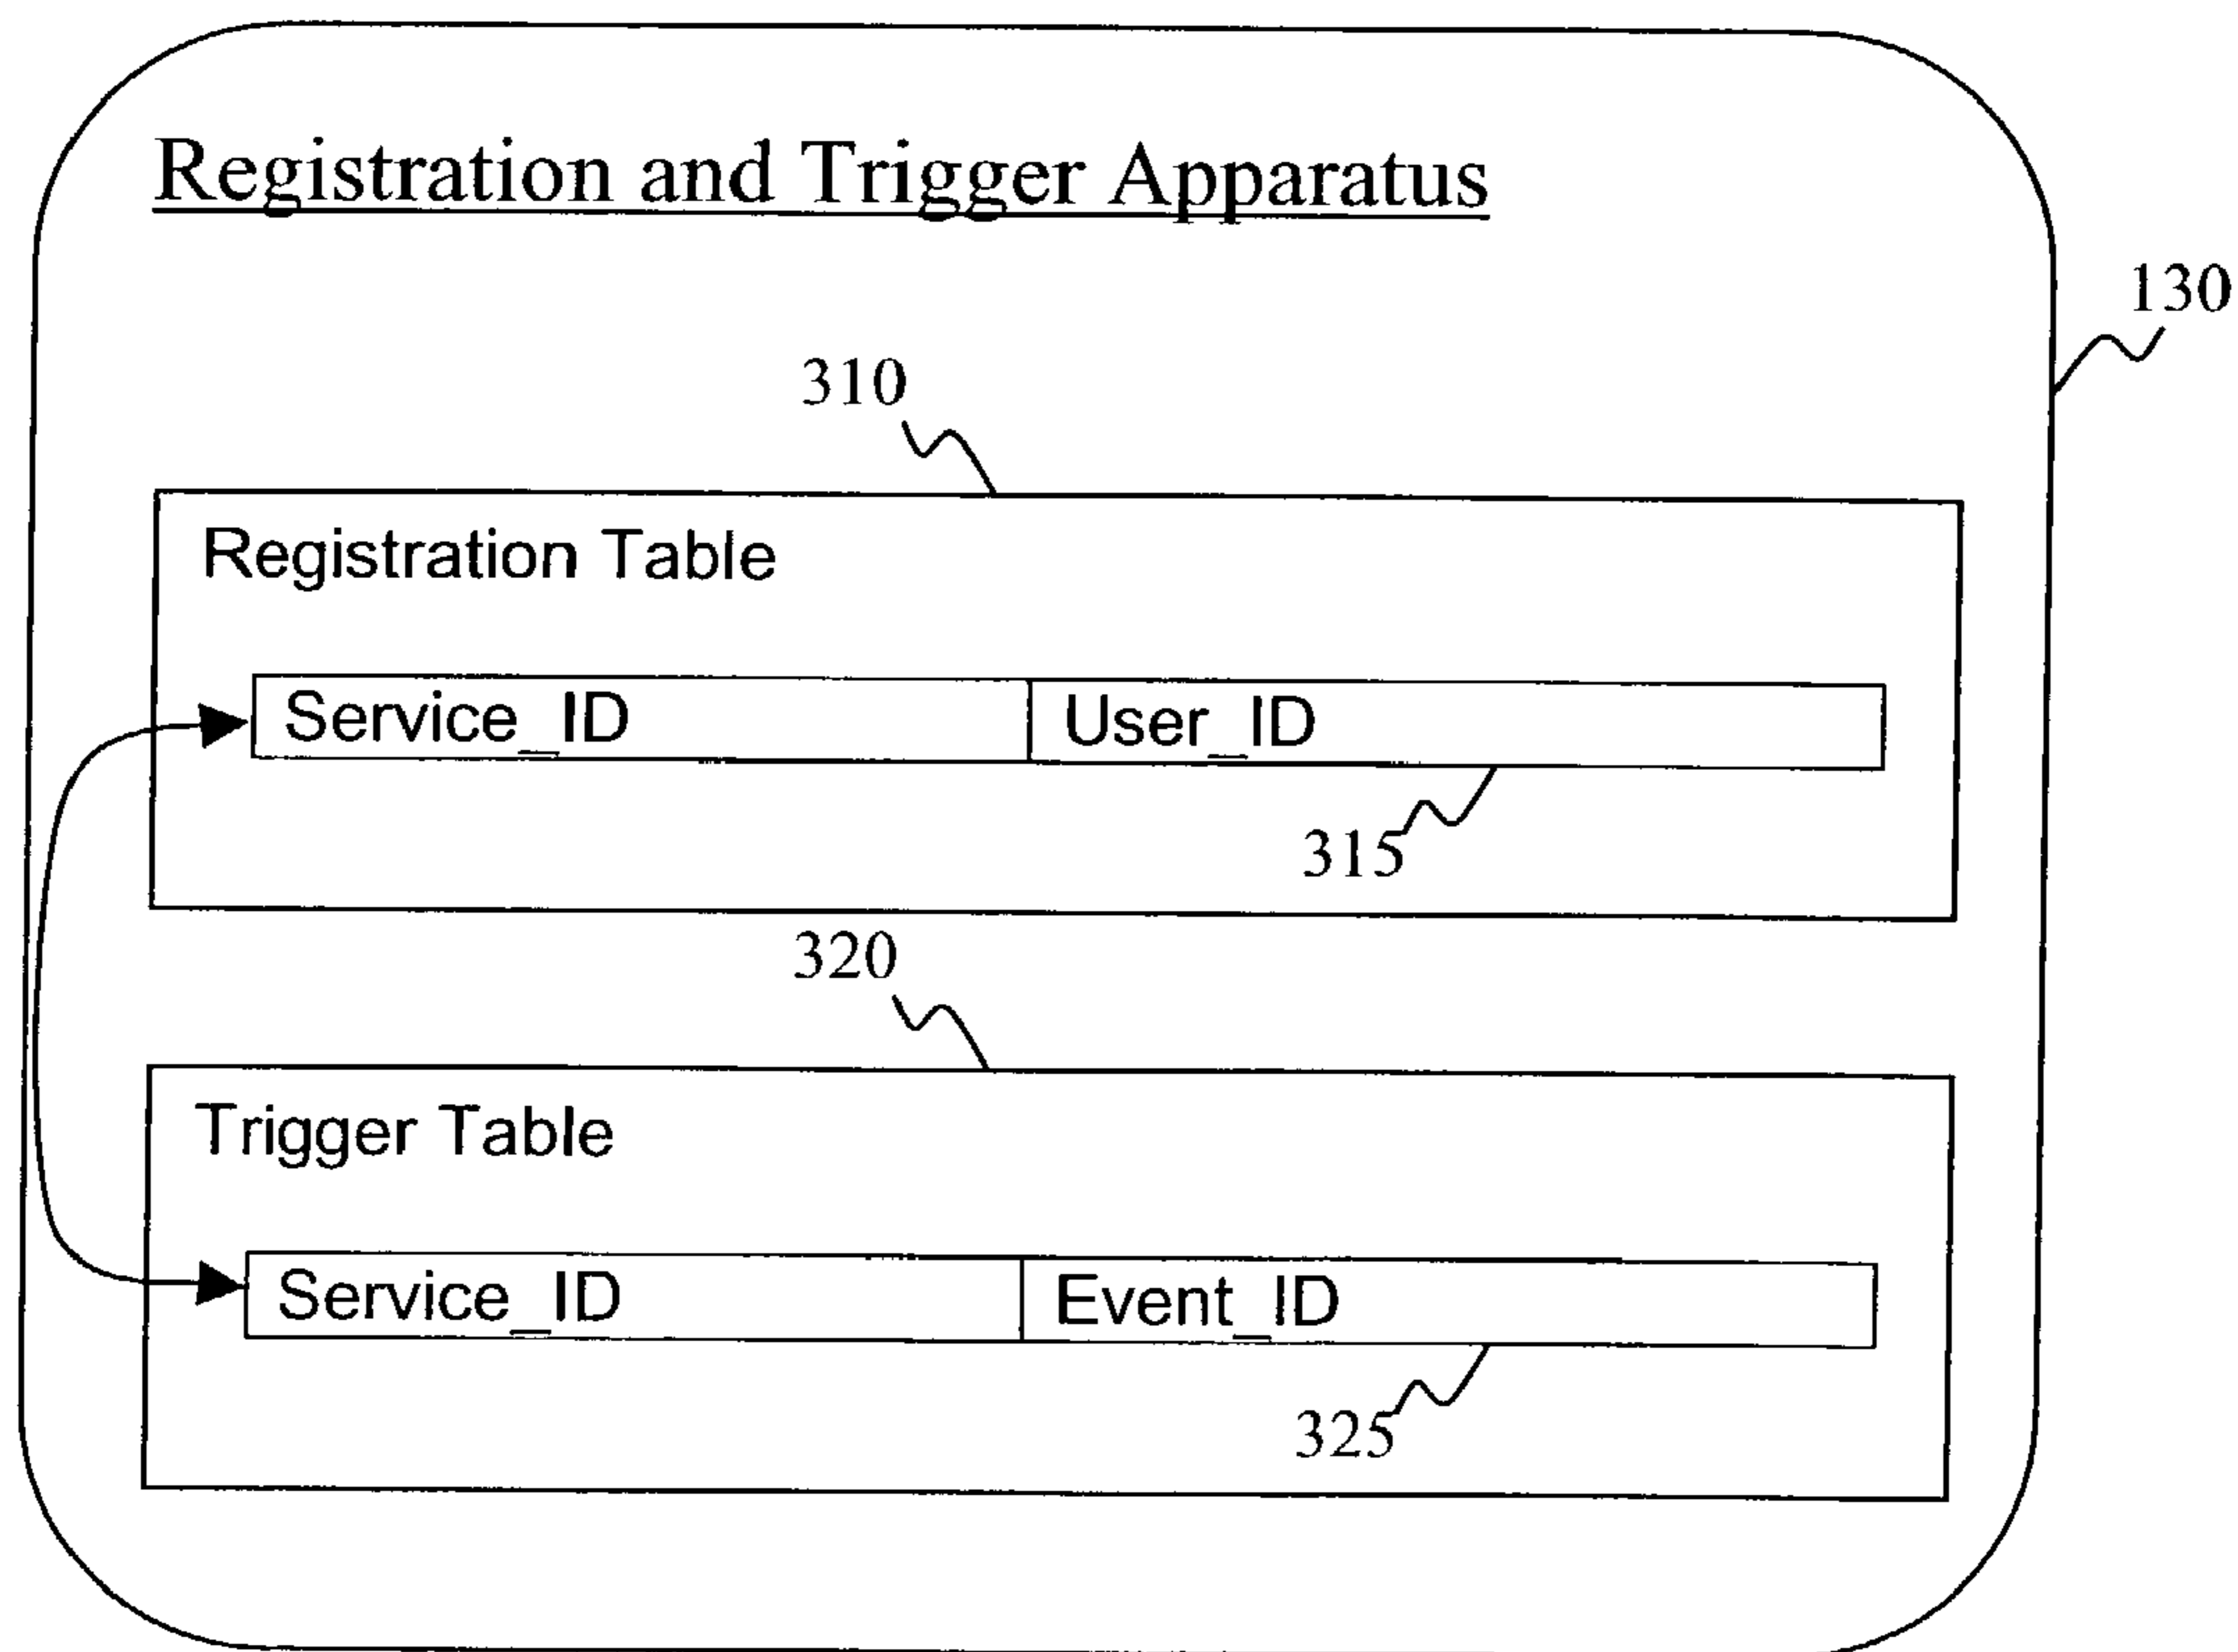 Registration and Trigger Apparatus
130
310
Registration Table
Service_ID User_ID
315
320
Trigger Table
Service_ID Event_ID
325